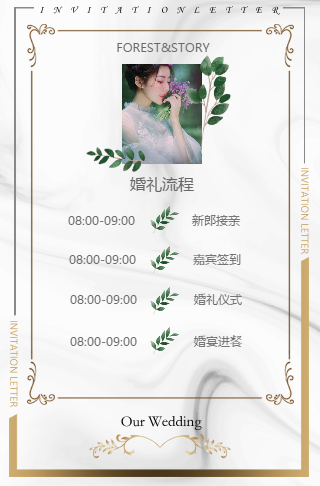 INVITATIONLETTER
FOREST&STORY
婚礼流程
08:00-09:00 新郎接亲
08:00-09:00 嘉宾签到
08:00-09:00 婚礼仪式
08:00-09:00 婚宴进餐
INVITATION LETTER
INVITATION LETTER
Our Wedding